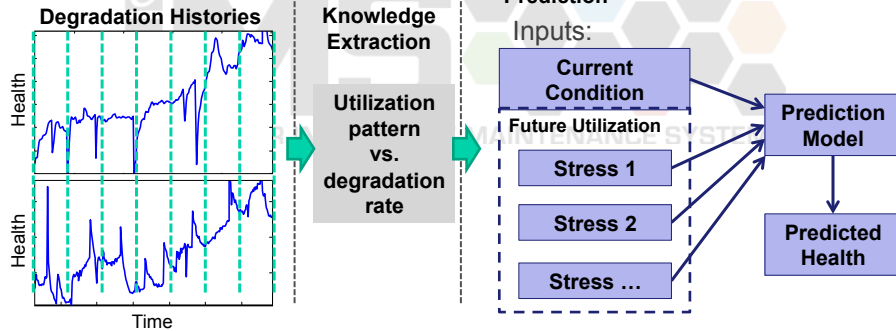 Prediction
Degradation Histories
Knowledge
Extraction
Inputs:
Health
Health
Time
Utilization
pattern
vs.
degradation
rate
Current
Condition
Future Utilization
Stress 1
Stress 2
Stress ...
Prediction
Model
Predicted
Health
MAINTENANCE SYSTE